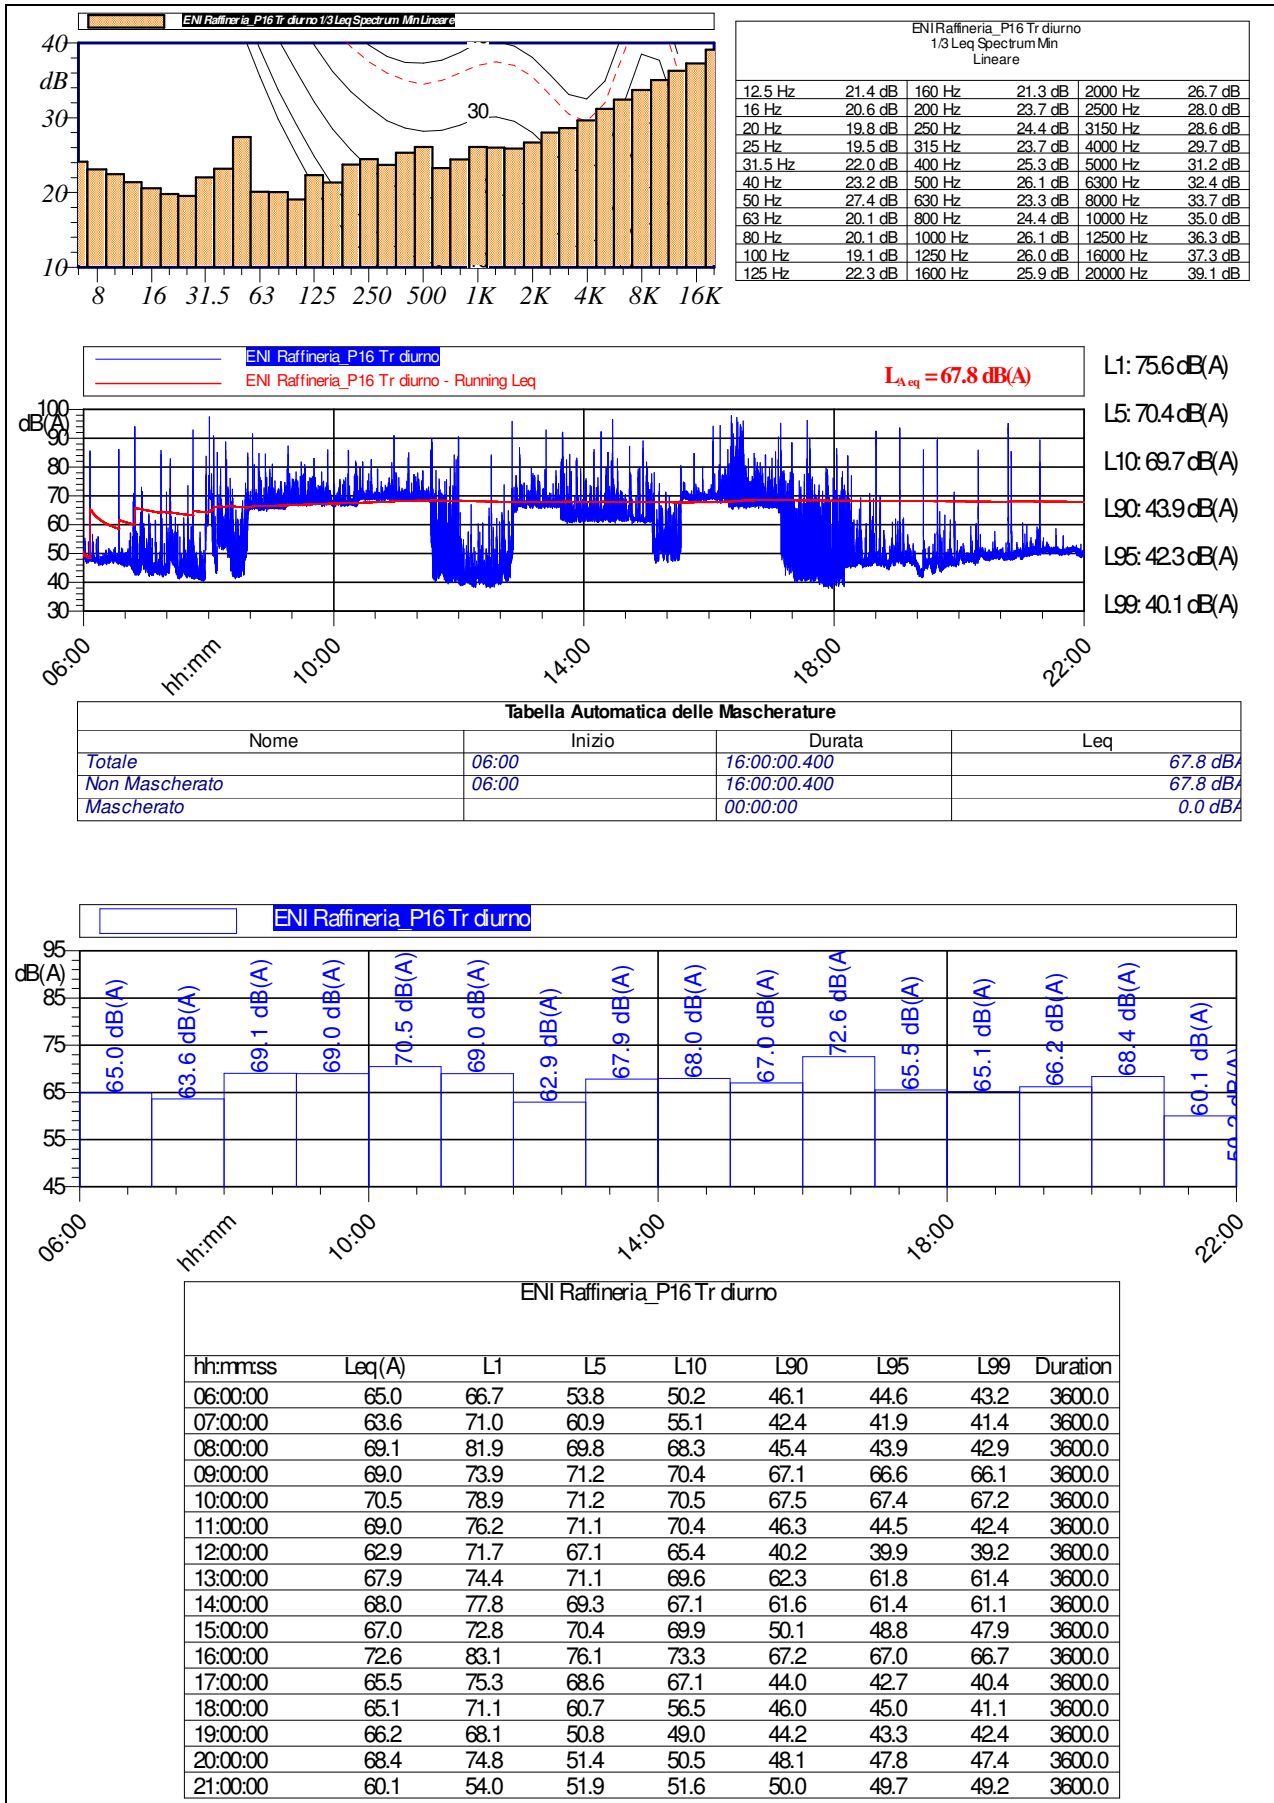 ENI Raffineria_P16 Tr diurno 1/3 Leq Spectrum Min Lineare
40
dB
30
20
10
30
8 16 31.5 63 125 250 500 1K 2K 4K 8K 16K
ENI Raffineria_P16 Tr diurno
1/3 Leq Spectrum Min
Lineare
12.5 Hz 21.4 dB 160 Hz 21.3 dB 2000 Hz 26.7 dB
16 Hz 20.6 dB 200 Hz 23.7 dB 2500 Hz 28.0 dB
20 Hz 19.8 dB 250 Hz 24.4 dB 3150 Hz 28.6 dB
25 Hz 19.5 dB 315 Hz 23.7 dB 4000 Hz 29.7 dB
31.5 Hz 22.0 dB 400 Hz 25.3 dB 5000 Hz 31.2 dB
40 Hz 23.2 dB 500 Hz 26.1 dB 6300 Hz 32.4 dB
50 Hz 27.4 dB 630 Hz 23.3 dB 8000 Hz 33.7 dB
63 Hz 20.1 dB 800 Hz 24.4 dB 10000 Hz 35.0 dB
80 Hz 20.1 dB 1000 Hz 26.1 dB 12500 Hz 36.3 dB
100 Hz 19.1 dB 1250 Hz 26.0 dB 16000 Hz 37.3 dB
125 Hz 22.3 dB 1600 Hz 25.9 dB 20000 Hz 39.1 dB
ENI Raffineria_P16 Tr diurno
ENI Raffineria_P16 Tr diurno - Running Leq
LAeq = 67.8 dB(A)
L1: 75.6 dB(A)
L5: 70.4 dB(A)
L10: 69.7 dB(A)
L90: 43.9 dB(A)
L95: 42.3 dB(A)
L99: 40.1 dB(A)
100
dB(A)
90
80
70
60
50
40
30
06:00 hh:mm 10:00 14:00 18:00 22:00
Tabella Automatica delle Mascherature
Nome Inizio Durata Leq
Totale 06:00 16:00:00.400 67.8 dBA
Non Mascherato 06:00 16:00:00.400 67.8 dBA
Mascherato 00:00:00 0.0 dBA
ENI Raffineria_P16 Tr diurno
95
dB(A)
85
75
65
55
45
65.0 dB(A)
63.6 dB(A)
69.1 dB(A)
69.0 dB(A)
70.5 dB(A)
69.0 dB(A)
62.9 dB(A)
67.9 dB(A)
68.0 dB(A)
67.0 dB(A)
72.6 dB(A
65.5 dB(A)
65.1 dB(A)
66.2 dB(A)
68.4 dB(A)
60.1 dB(A)
06:00 hh:mm 10:00 14:00 18:00 22:00
ENI Raffineria_P16 Tr diurno
hh:mm:ss Leq(A) L1 L5 L10 L90 L95 L99 Duration
06:00:00 65.0 66.7 53.8 50.2 46.1 44.6 43.2 3600.0
07:00:00 63.6 71.0 60.9 55.1 42.4 41.9 41.4 3600.0
08:00:00 69.1 81.9 69.8 68.3 45.4 43.9 42.9 3600.0
09:00:00 69.0 73.9 71.2 70.4 67.1 66.6 66.1 3600.0
10:00:00 70.5 78.9 71.2 70.5 67.5 67.4 67.2 3600.0
11:00:00 69.0 76.2 71.1 70.4 46.3 44.5 42.4 3600.0
12:00:00 62.9 71.7 67.1 65.4 40.2 39.9 39.2 3600.0
13:00:00 67.9 74.4 71.1 69.6 62.3 61.8 61.4 3600.0
14:00:00 68.0 77.8 69.3 67.1 61.6 61.4 61.1 3600.0
15:00:00 67.0 72.8 70.4 69.9 50.1 48.8 47.9 3600.0
16:00:00 72.6 83.1 76.1 73.3 67.2 67.0 66.7 3600.0
17:00:00 65.5 75.3 68.6 67.1 44.0 42.7 40.4 3600.0
18:00:00 65.1 71.1 60.7 56.5 46.0 45.0 41.1 3600.0
19:00:00 66.2 68.1 50.8 49.0 44.2 43.3 42.4 3600.0
20:00:00 68.4 74.8 51.4 50.5 48.1 47.8 47.4 3600.0
21:00:00 60.1 54.0 51.9 51.6 50.0 49.7 49.2 3600.0